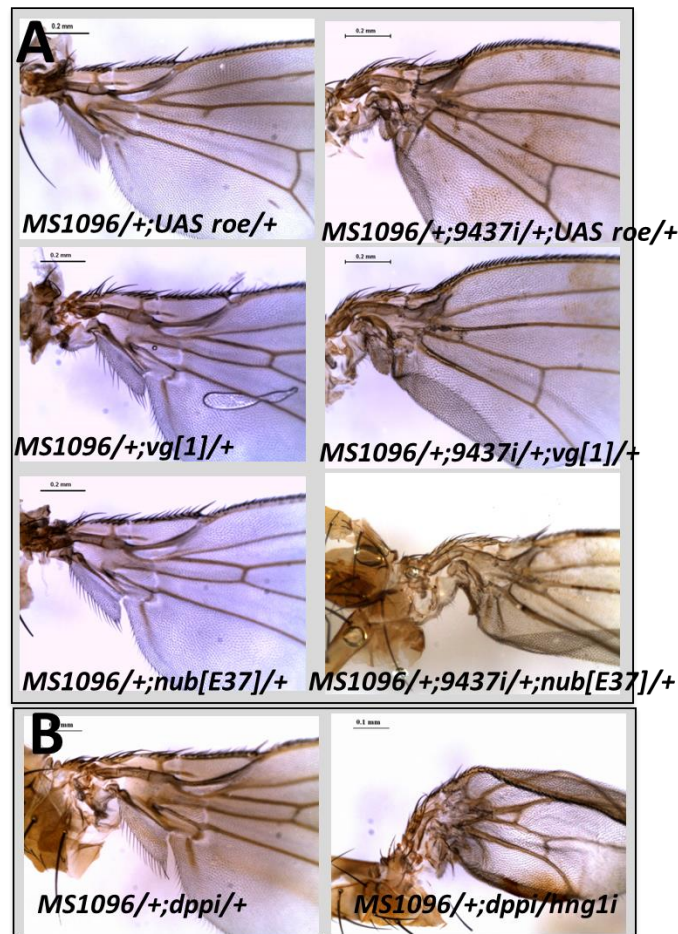 A
0.2 mm
0.2 mm
MS1096/+;UAS roe/+
MS1096/+;9437i/+;UAS roe/+
0.2 mm
0.2 mm
MS1096/+;vg[1]/+
MS1096/+;9437i/+;vg[1]/+
0.2 mm
MS1096/+;nub[E37]/+
MS1096/+;9437i/+;nub[E37]/+
B
mm
0.1 mm
MS1096/+;dppi/+
MS1096/+;dppi/hng1i